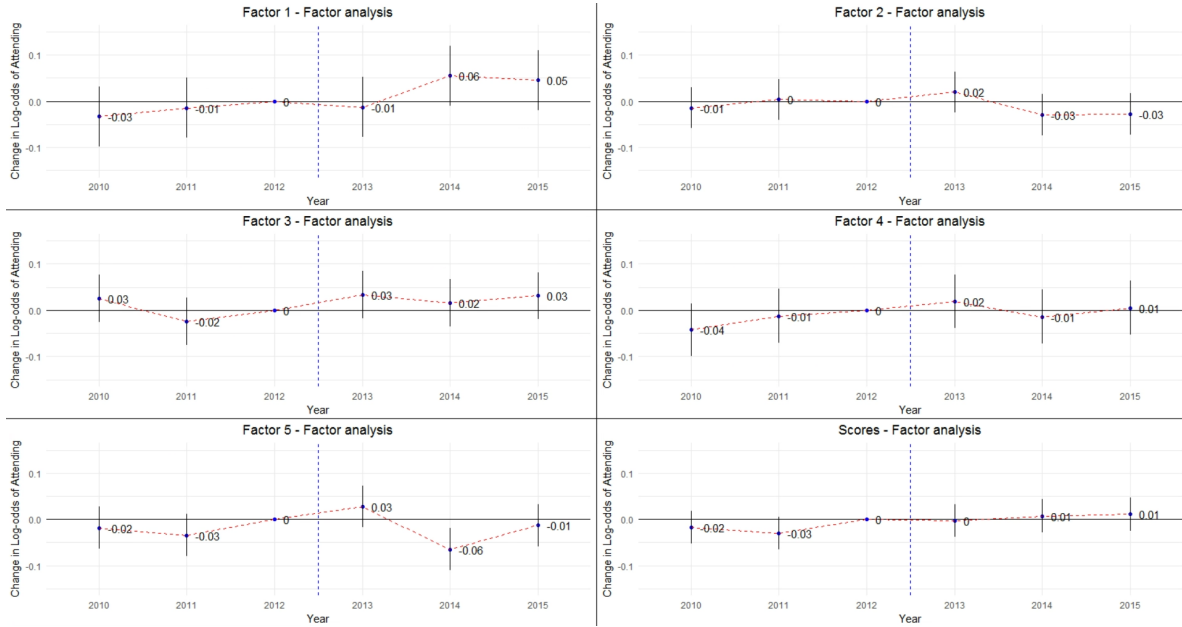 Factor 1 - Factor analysis
Change in Log-odds of Attending
0.1
0.0
-0.1
-0.03
-0.01
0
-0.01
0.06
0.05
2010 2011 2012 2013 2014 2015
Year
Factor 2 - Factor analysis
Change in Log-odds of Attending
0.1
0.0
-0.1
-0.01
0
0
0.02
-0.03
-0.03
2010 2011 2012 2013 2014 2015
Year
Factor 3 - Factor analysis
Change in Log-odds of Attending
0.1
0.0
-0.1
0.03
-0.02
0
0.03
0.02
0.03
2010 2011 2012 2013 2014 2015
Year
Factor 4 - Factor analysis
Change in Log-odds of Attending
0.1
0.0
-0.1
-0.04
-0.01
0
0.02
-0.01
0.01
2010 2011 2012 2013 2014 2015
Year
Factor 5 - Factor analysis
Change in Log-odds of Attending
0.1
0.0
-0.1
-0.02
-0.03
0
0.03
-0.06
-0.01
2010 2011 2012 2013 2014 2015
Year
Scores - Factor analysis
Change in Log-odds of Attending
0.1
0.0
-0.1
-0.02
-0.03
0
0
0.01
0.01
2010 2011 2012 2013 2014 2015
Year